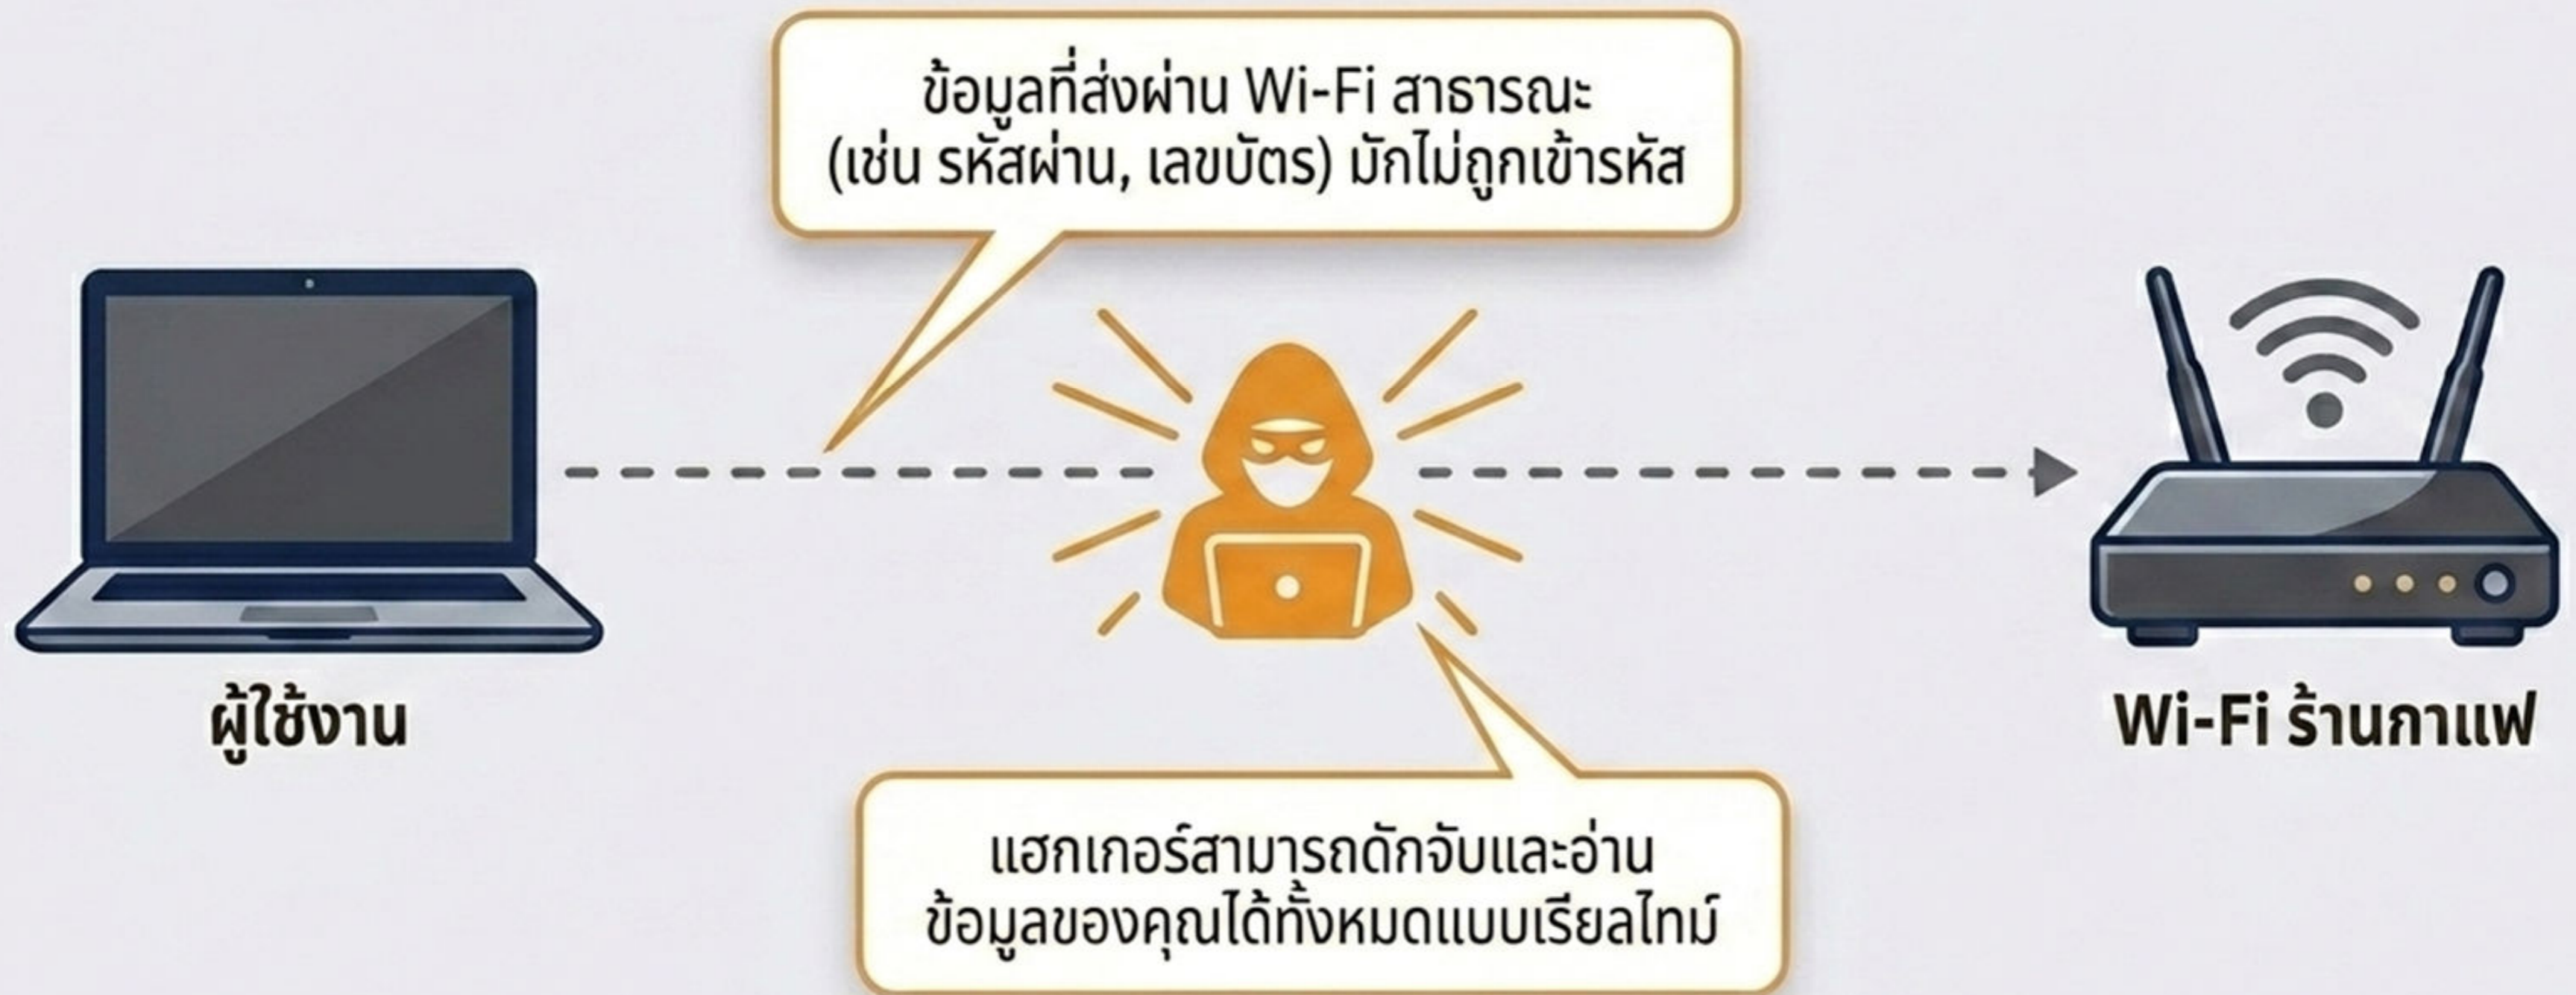 ข้อมูลที่ส่งผ่าน Wi-Fi สาธารณะ
(เช่น รหัสผ่าน, เลขบัตร) มักไม่ถูกเข้ารหัส
ผู้ใช้งาน
Wi-Fi ร้านกาแฟ
แฮกเกอร์สามารถดักจับและอ่าน
ข้อมูลของคุณได้ทั้งหมดแบบเรียลไทม์